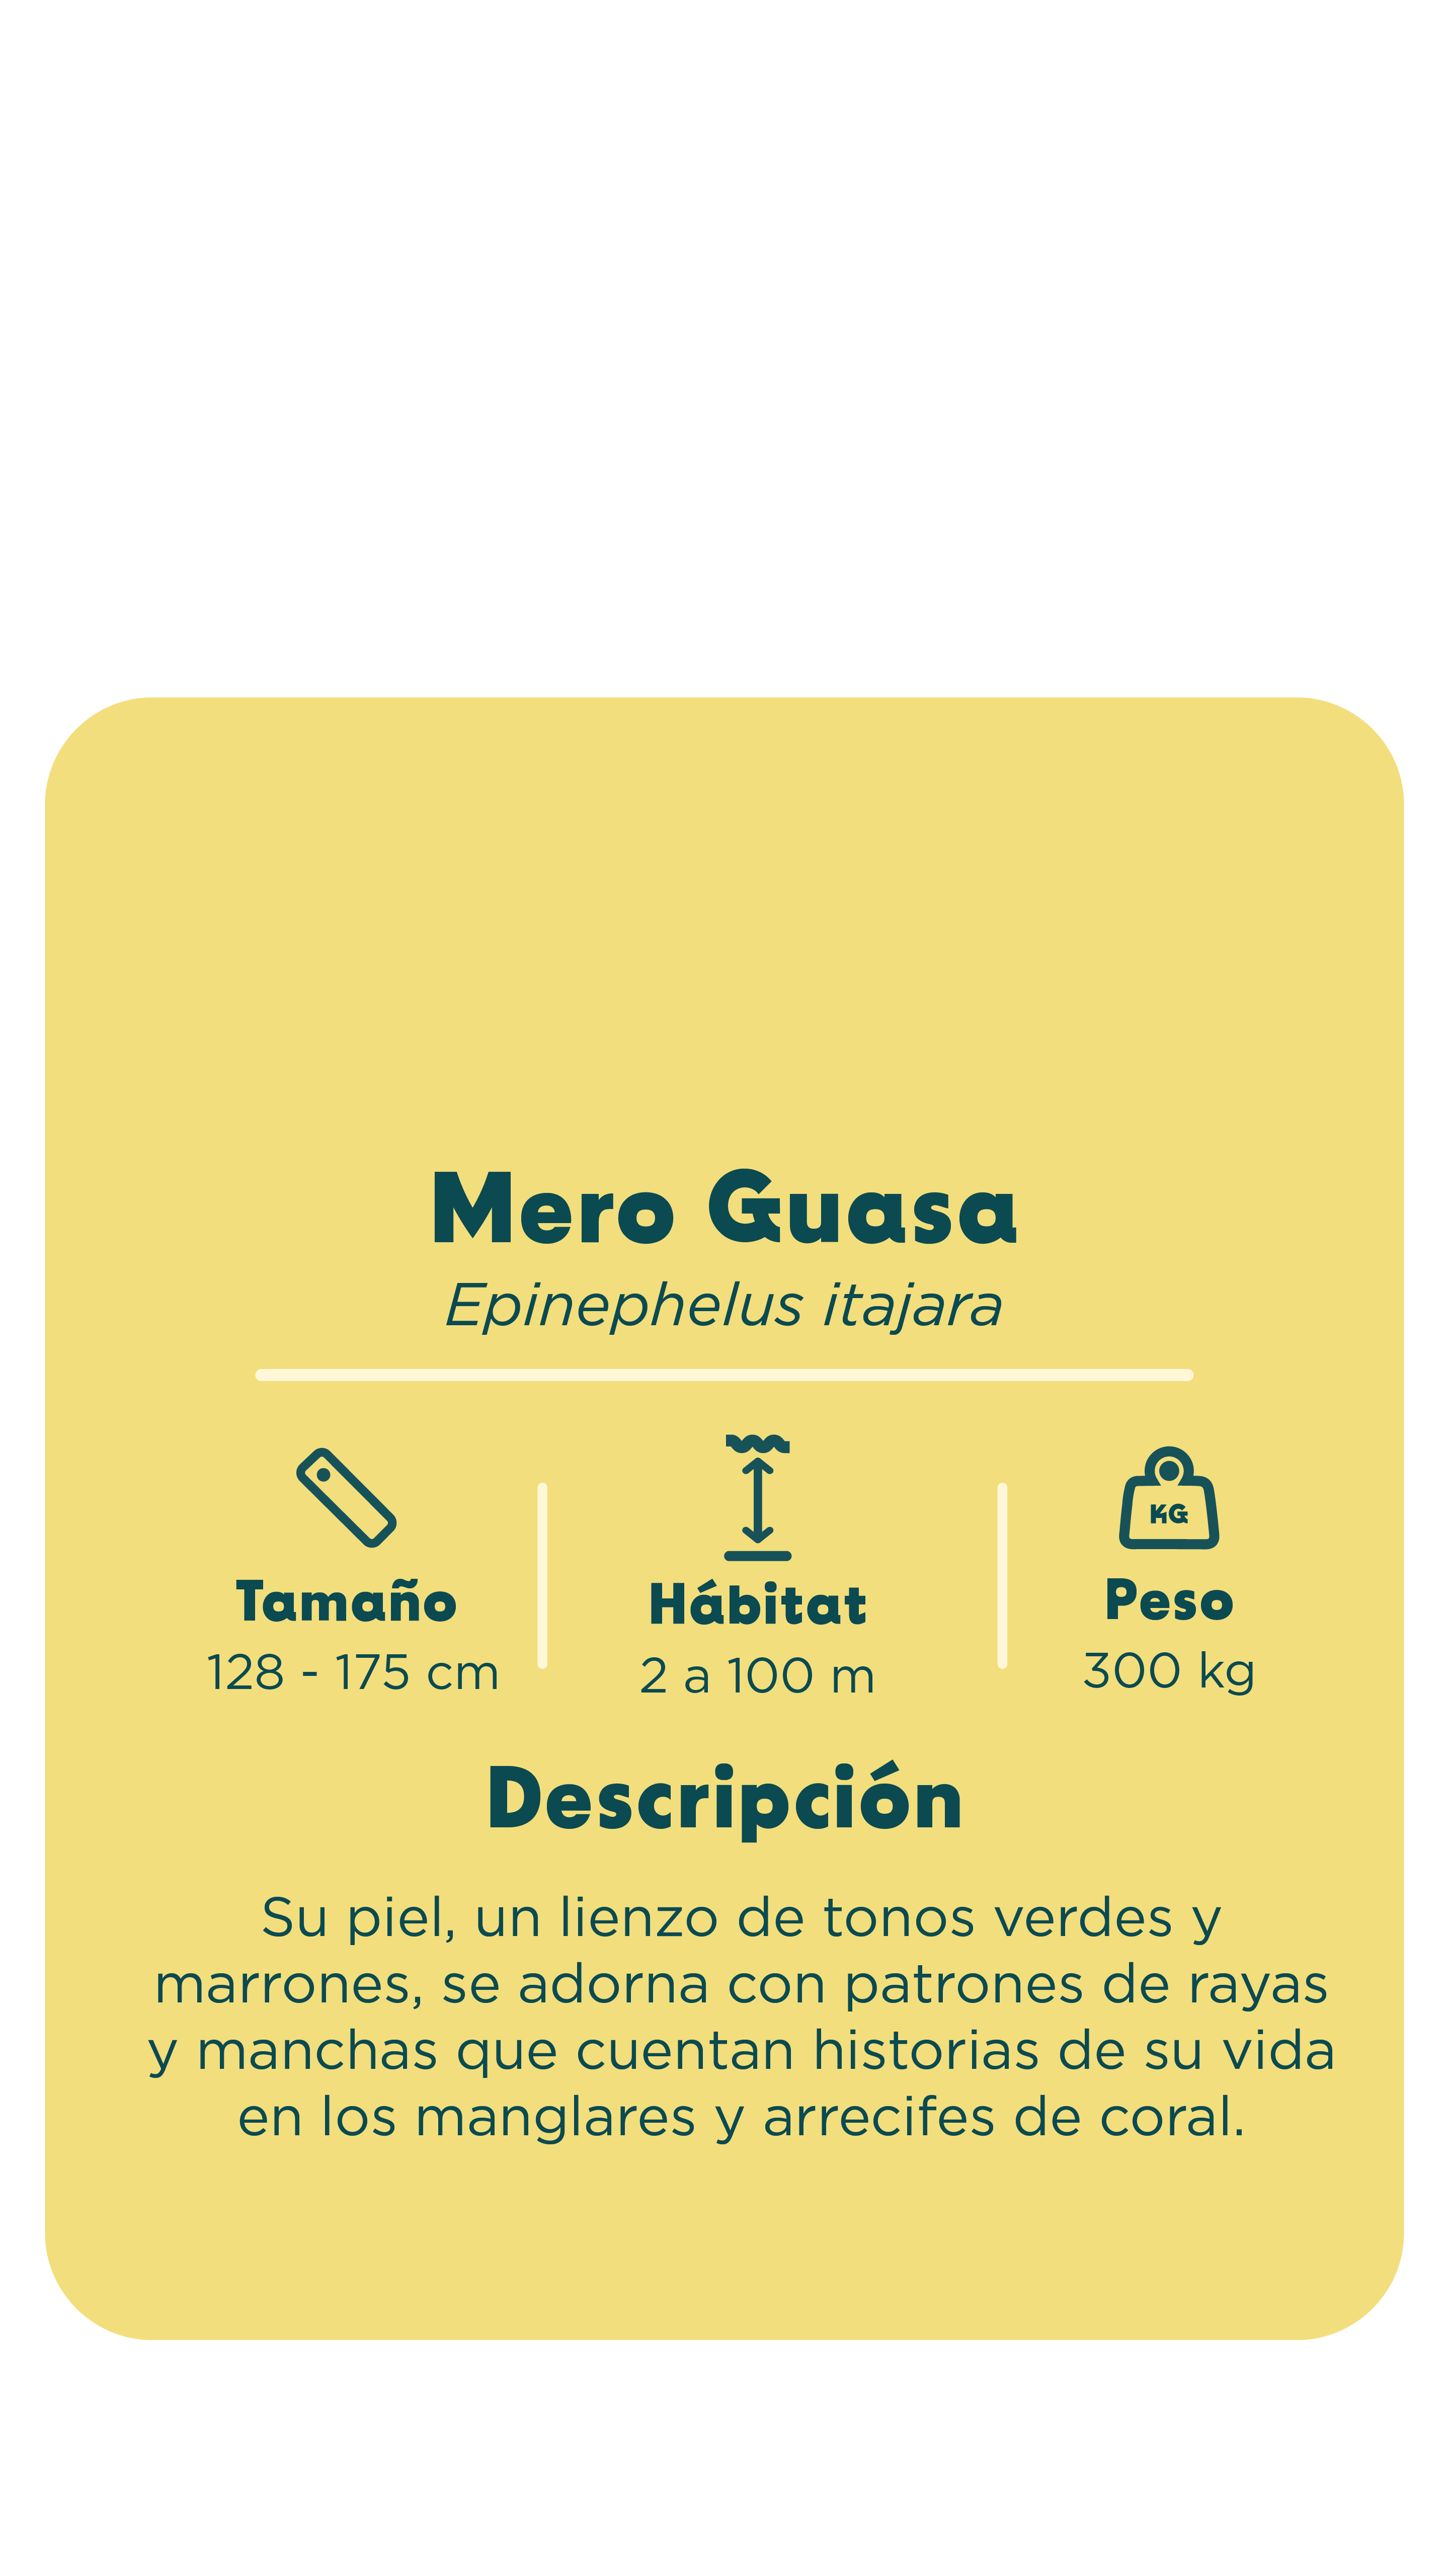 Mero Guasa
Epinephelus itajara
KG
Tamaño
128 - 175 cm
Hábitat
2 a 100 m
Peso
300 kg
Descripción
Su piel, un lienzo de tonos verdes y
marrones, se adorna con patrones de rayas
y manchas que cuentan historias de su vida
en los manglares y arrecifes de coral.